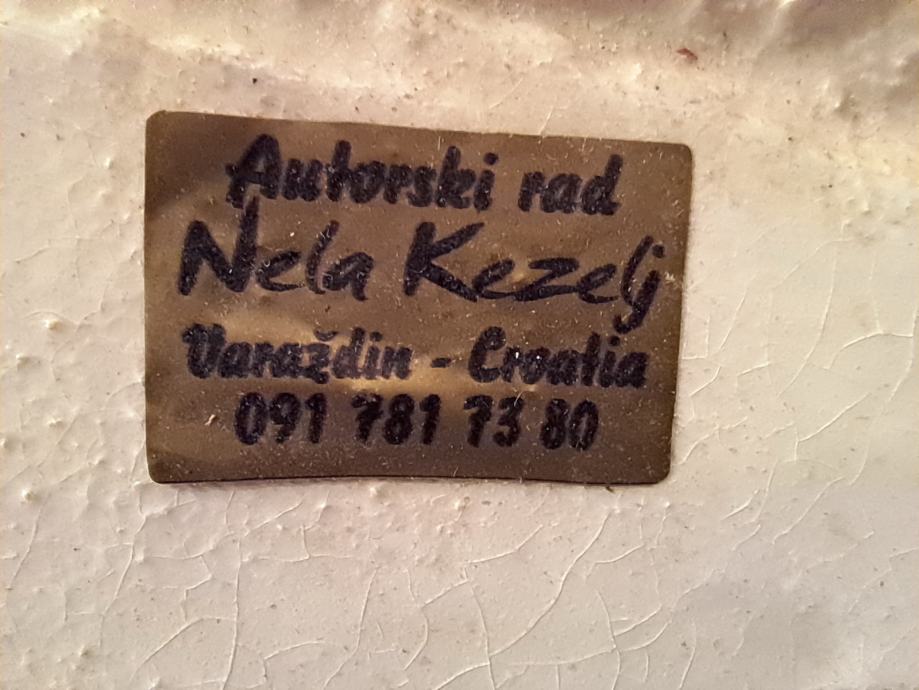 Autorski rad
Nela Kezelj
Varaždin - Croatia
091 781 73 80